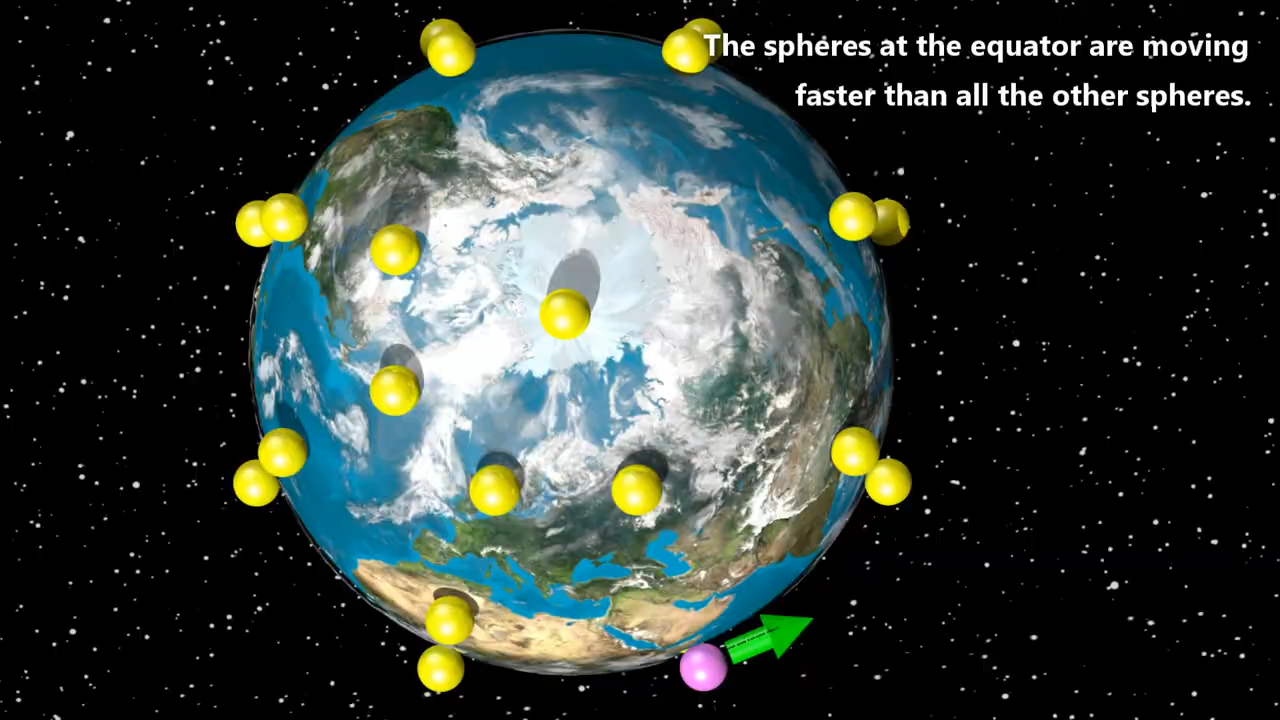 The spheres at the equator are moving
faster than all the other spheres.